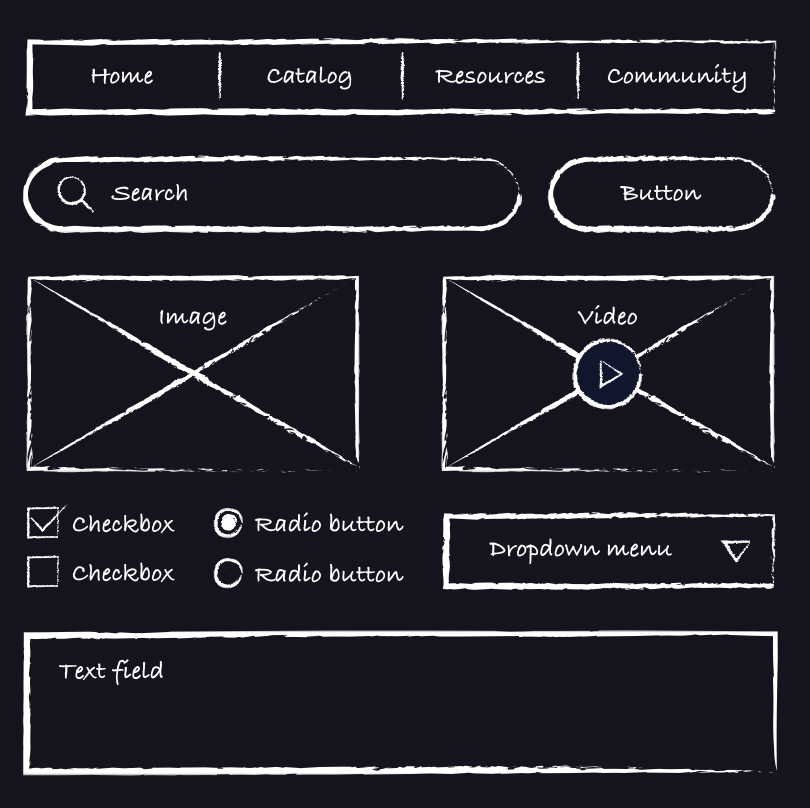 Home Catalog Resources Community
Search Button
Image Video
Checkbox Radio button
Dropdown menu
Checkbox Radio button
Text field